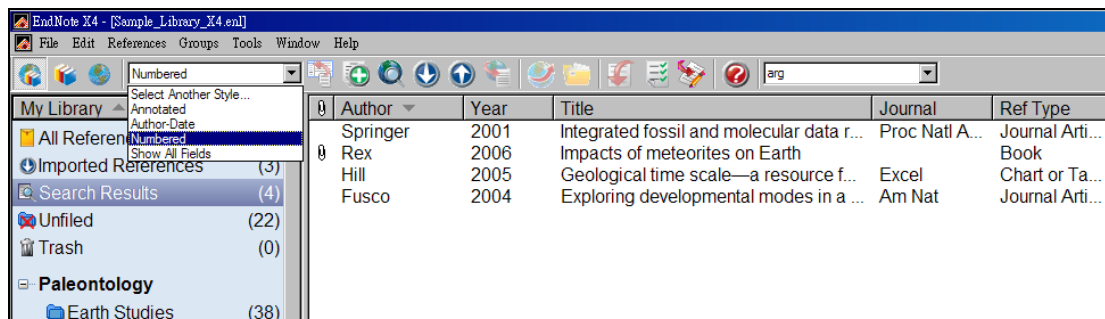 EndNote X4 - [Sample_Library_X4.enl]
File Edit References Groups Tools Window Help
Numbered
arg
Select Another Style...
Annotated
Author-Date
Numbered
Show All Fields
My Library
All Referen
Imported References (3)
Search Results (4)
Unfiled (22)
Trash (0)
Paleontology
Earth Studies (38)
Author Year Title Journal Ref Type
Springer 2001 Integrated fossil and molecular data r... Proc Natl A... Journal Arti...
Rex 2006 Impacts of meteorites on Earth Book
Hill 2005 Geological time scale—a resource f... Excel Chart or Ta...
Fusco 2004 Exploring developmental modes in a ... Am Nat Journal Arti...